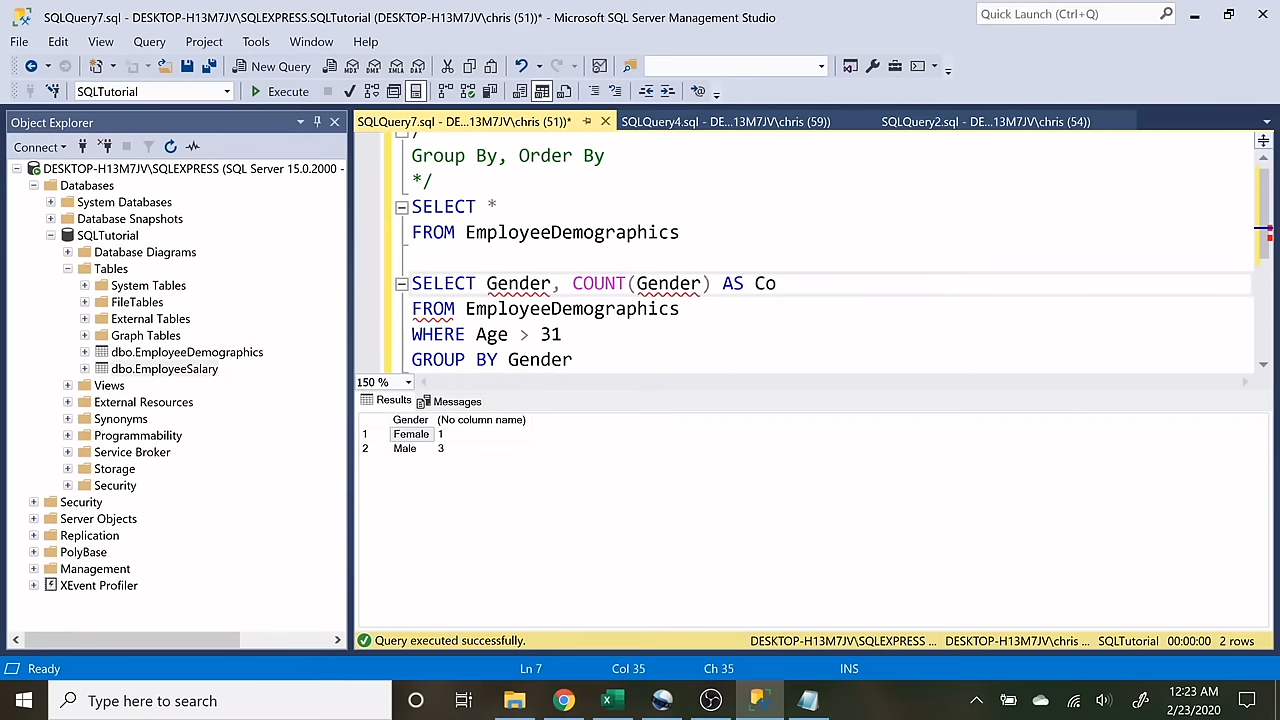 SQLQuery7.sql - DESKTOP-H13M7JV\SQLEXPRESS.SQLTutorial (DESKTOP-H13M7JV\chris (51))* - Microsoft SQL Server Management Studio
Quick Launch (Ctrl+Q)
File Edit View Query Project Tools Window Help
New Query
MDX DMX XMLA DAX
SQLTutorial
Execute
Object Explorer
SQLQuery7.sql - DE...13M7JV\chris (51))*
SQLQuery4.sql - DE...13M7JV\chris (59))
SQLQuery2.sql - DE...13M7JV\chris (54))
Connect
DESKTOP-H13M7JV\SQLEXPRESS (SQL Server 15.0.2000 -
Databases
System Databases
Database Snapshots
SQLTutorial
Database Diagrams
Tables
System Tables
FileTables
External Tables
Graph Tables
dbo.EmployeeDemographics
dbo.EmployeeSalary
Views
External Resources
Synonyms
Programmability
Service Broker
Storage
Security
Security
Server Objects
Replication
PolyBase
Management
XEvent Profiler
Group By, Order By
*/
SELECT *
FROM EmployeeDemographics
SELECT Gender, COUNT(Gender) AS Co
FROM EmployeeDemographics
WHERE Age > 31
GROUP BY Gender
150 %
Results Messages
Gender (No column name)
1 Female 1
2 Male 3
Query executed successfully.
DESKTOP-H13M7JV\SQLEXPRESS ... DESKTOP-H13M7JV\chris ... SQLTutorial 00:00:00 2 rows
Ready Ln 7 Col 35 Ch 35 INS
Type here to search
12:23 AM
2/23/2020